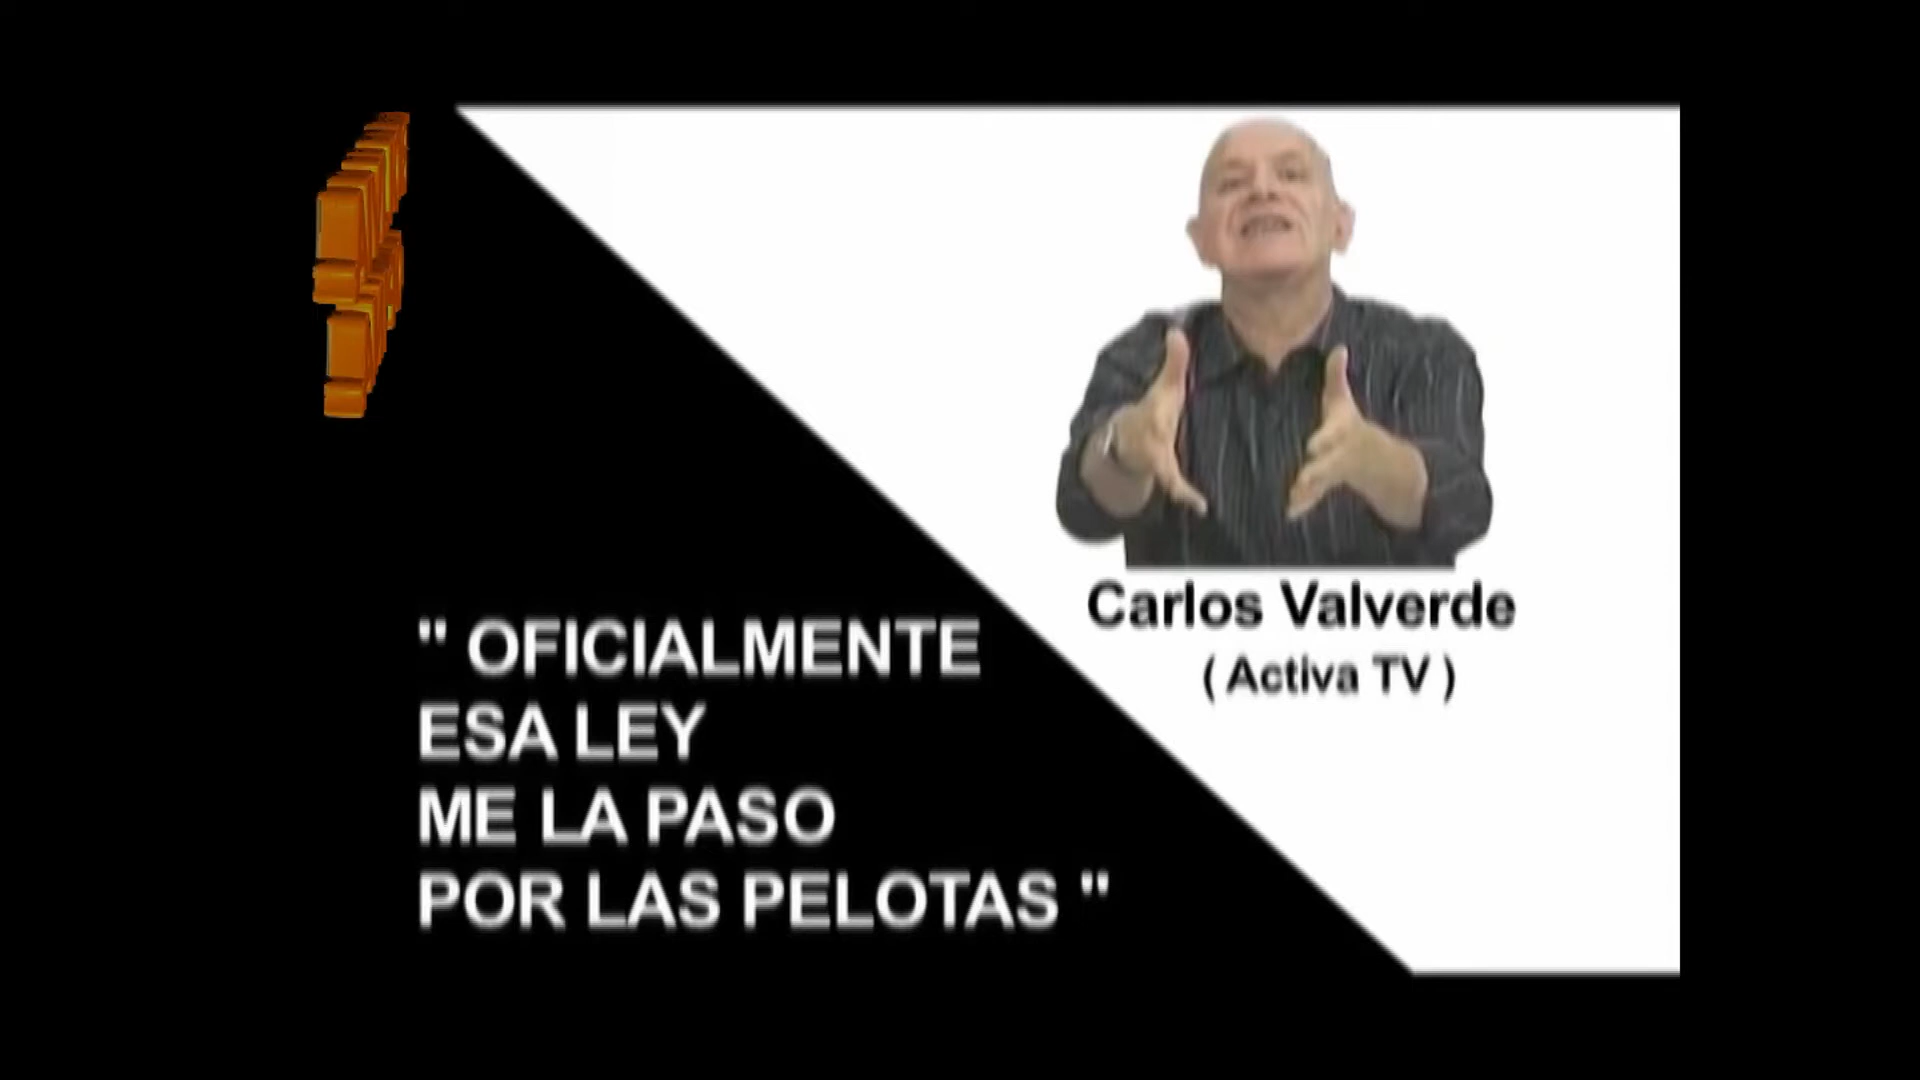 Carlos Valverde
( Activa TV )
" OFICIALMENTE
ESA LEY
ME LA PASO
POR LAS PELOTAS "